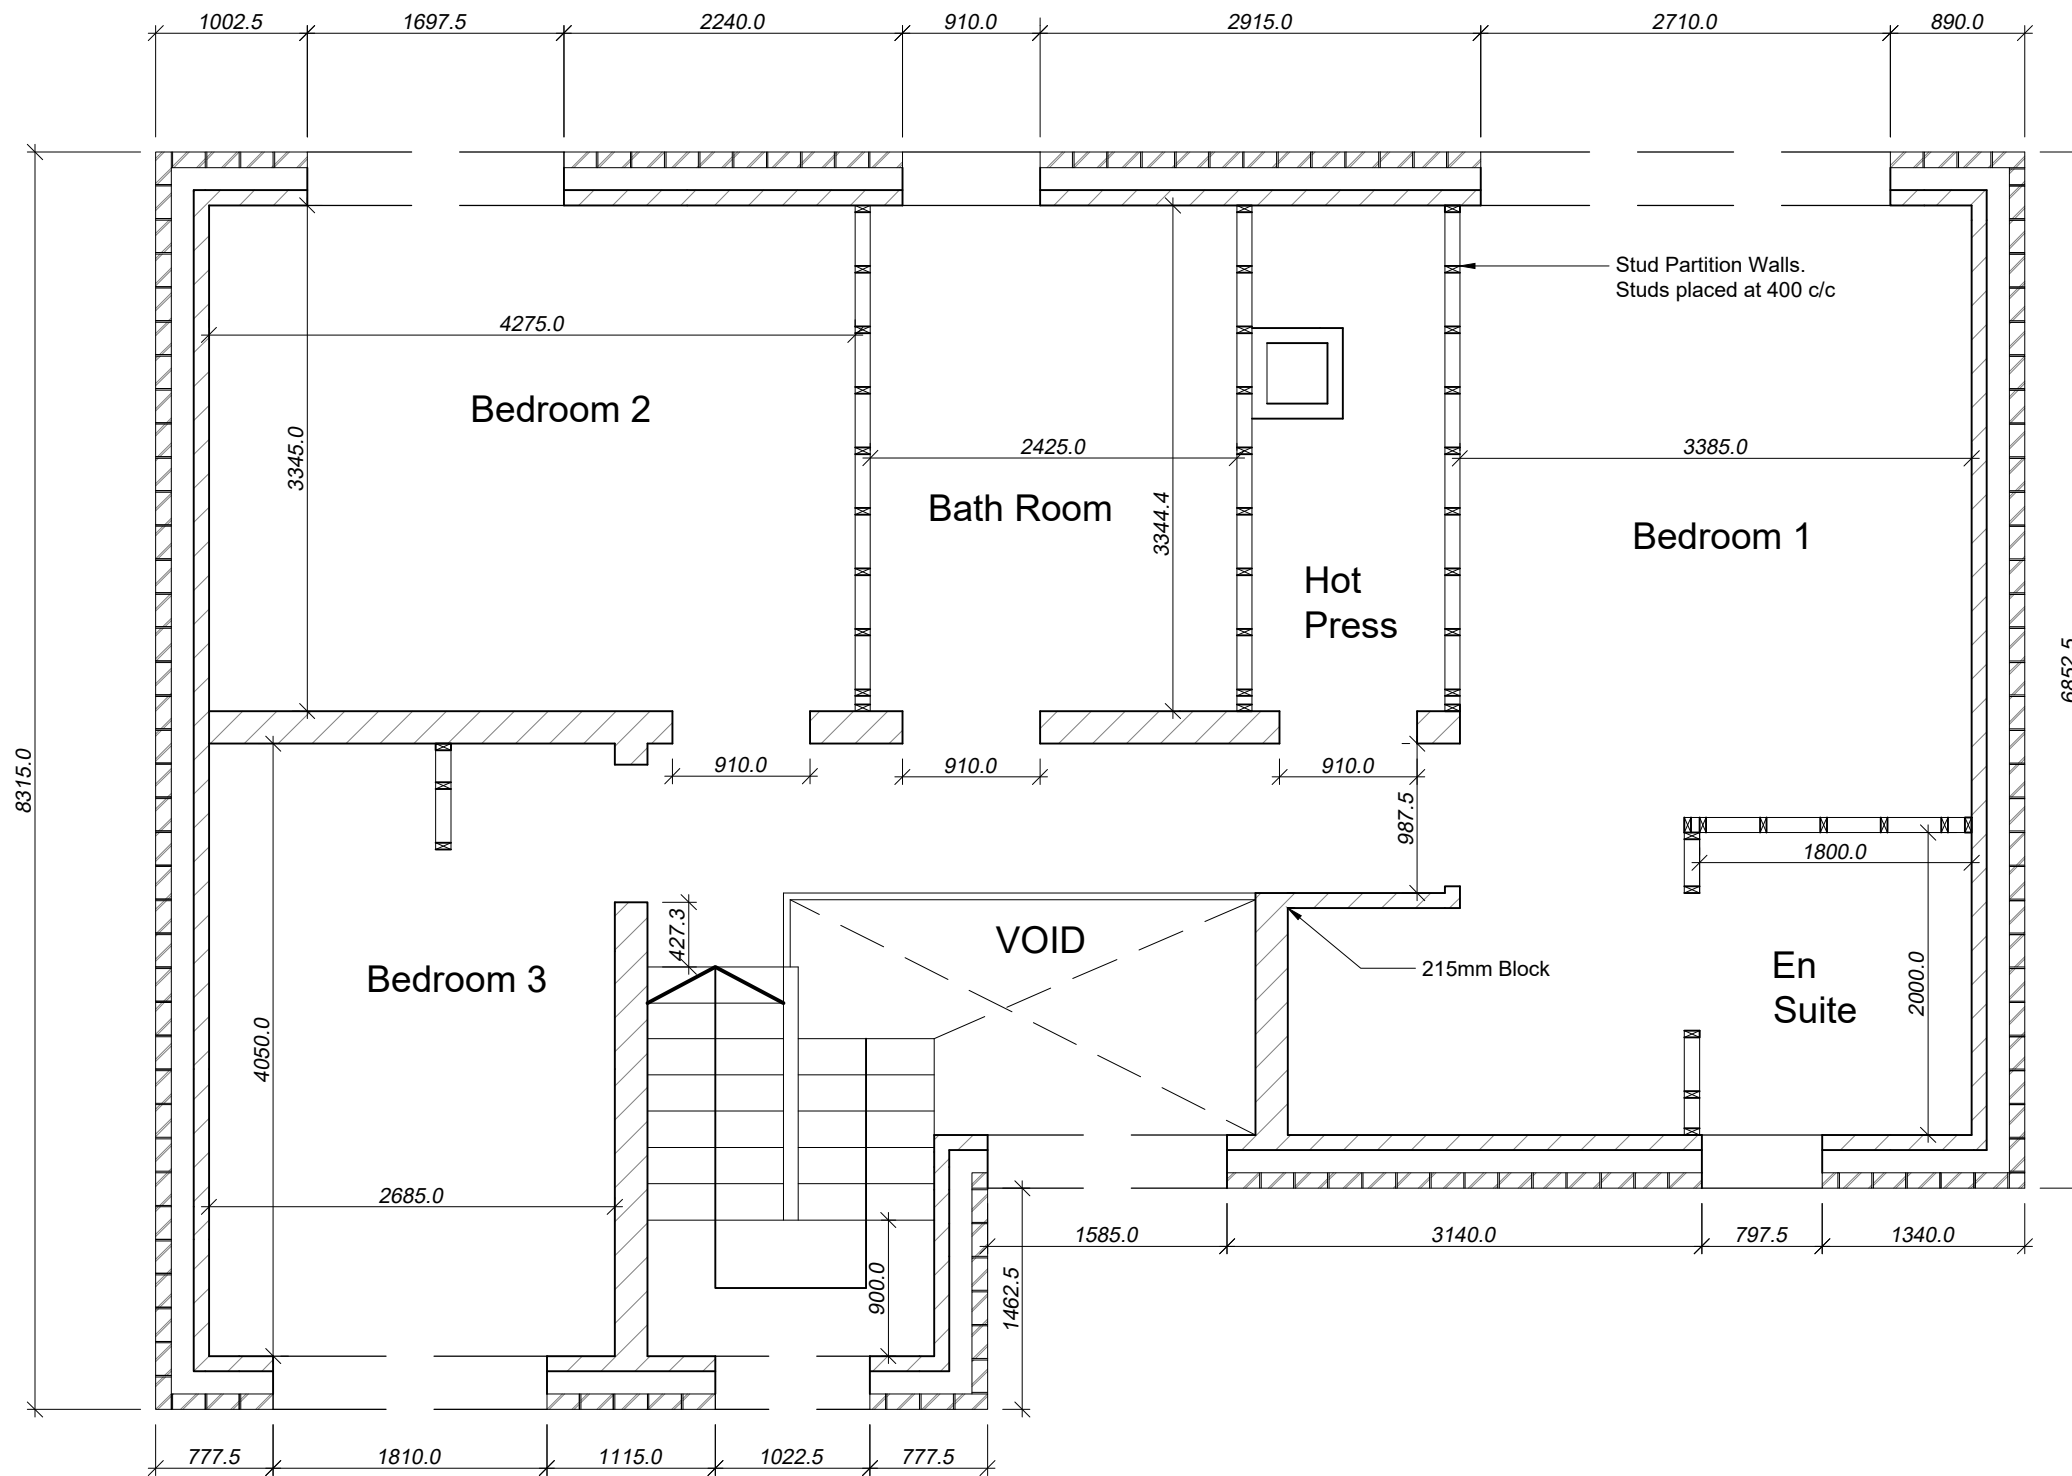 1002.5 1697.5 2240.0 910.0 2915.0 2710.0 890.0
Stud Partition Walls.
Studs placed at 400 c/c
4275.0
Bedroom 2
3345.0
2425.0
3385.0
Bath Room
3344.4
Bedroom 1
Hot
Press
6852.5
8315.0
910.0 910.0 910.0
987.5
1800.0
427.3
VOID
215mm Block
Bedroom 3
En
Suite
2000.0
4050.0
2685.0
1585.0 3140.0 797.5 1340.0
900.0
1462.5
777.5 1810.0 1115.0 1022.5 777.5